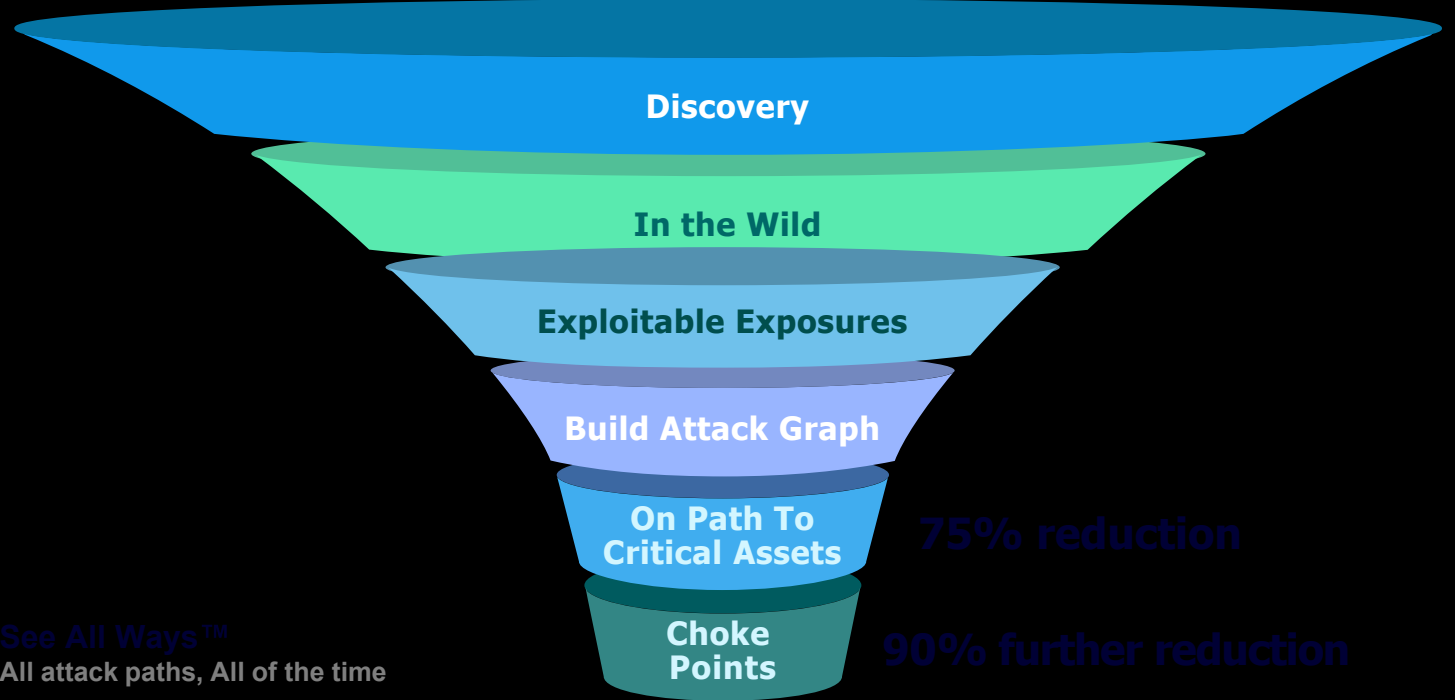 Discovery
In the Wild
Exploitable Exposures
Build Attack Graph
On Path To
Critical Assets
75% reduction
Choke
Points
90% further reduction
See All Ways™
All attack paths, All of the time